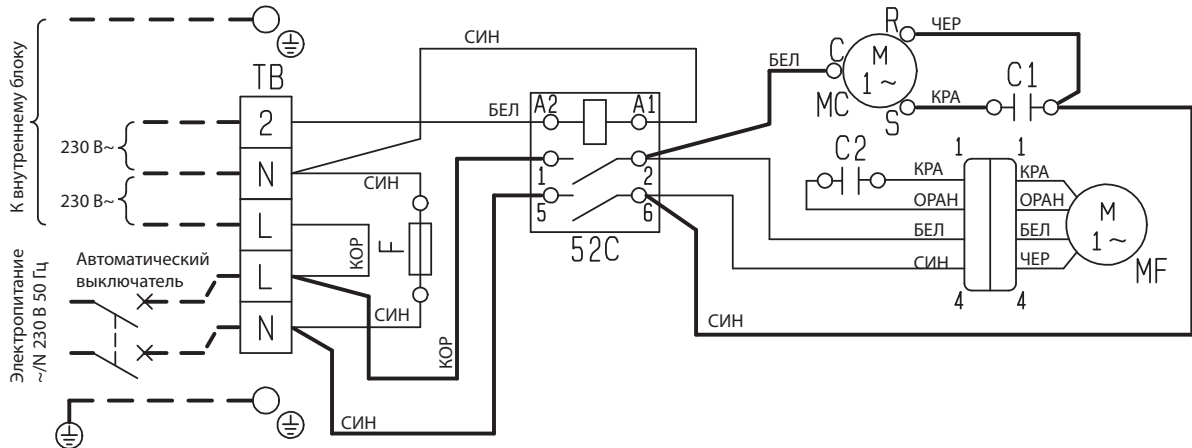 К внутреннему блоку
230 В~
230 В~
Электропитание
~/N 230 В 50 Гц
Автоматический
выключатель
TB
2
N
L
L
N
СИН
БЕЛ
СИН
КОР
F
СИН
КОР
СИН
A2
A1
1
2
5
6
52C
БЕЛ
C
R
S
M
1~
MC
ЧЕР
КРА
C1
C2
КРА
ОРАН
БЕЛ
СИН
1
1
4
4
КРА
ОРАН
БЕЛ
ЧЕР
M
1~
MF
СИН